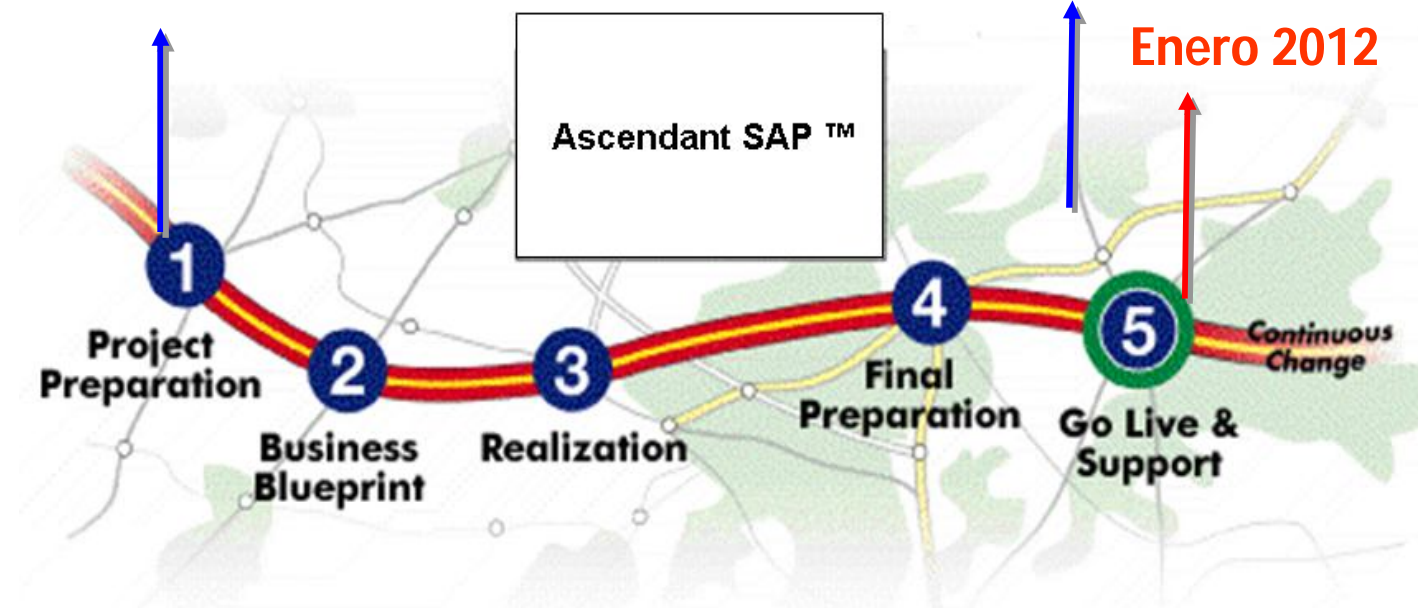 Enero 2012
Ascendant SAP ™
1
Project
Preparation
2
Business
Blueprint
3
Realization
4
Final
Preparation
5
Go Live &
Support
Continuous
Change